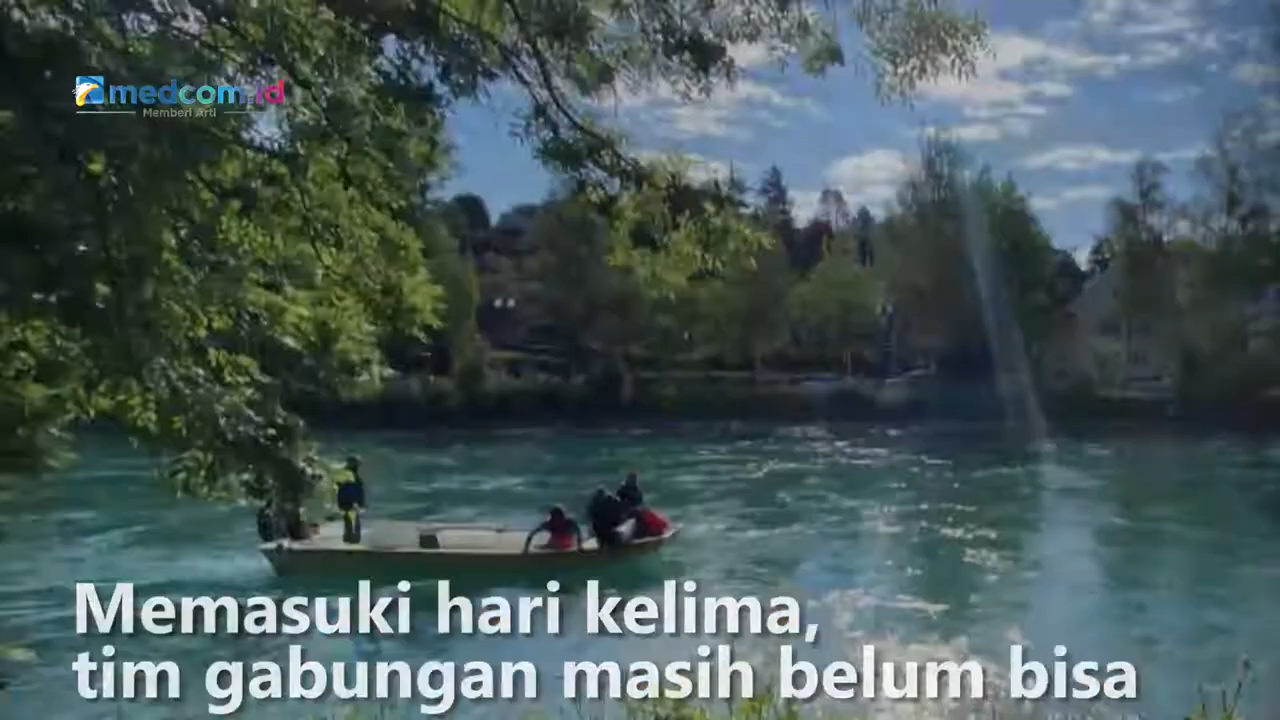 medcom.id
Memberi Arti
Memasuki hari kelima,
tim gabungan masih belum bisa